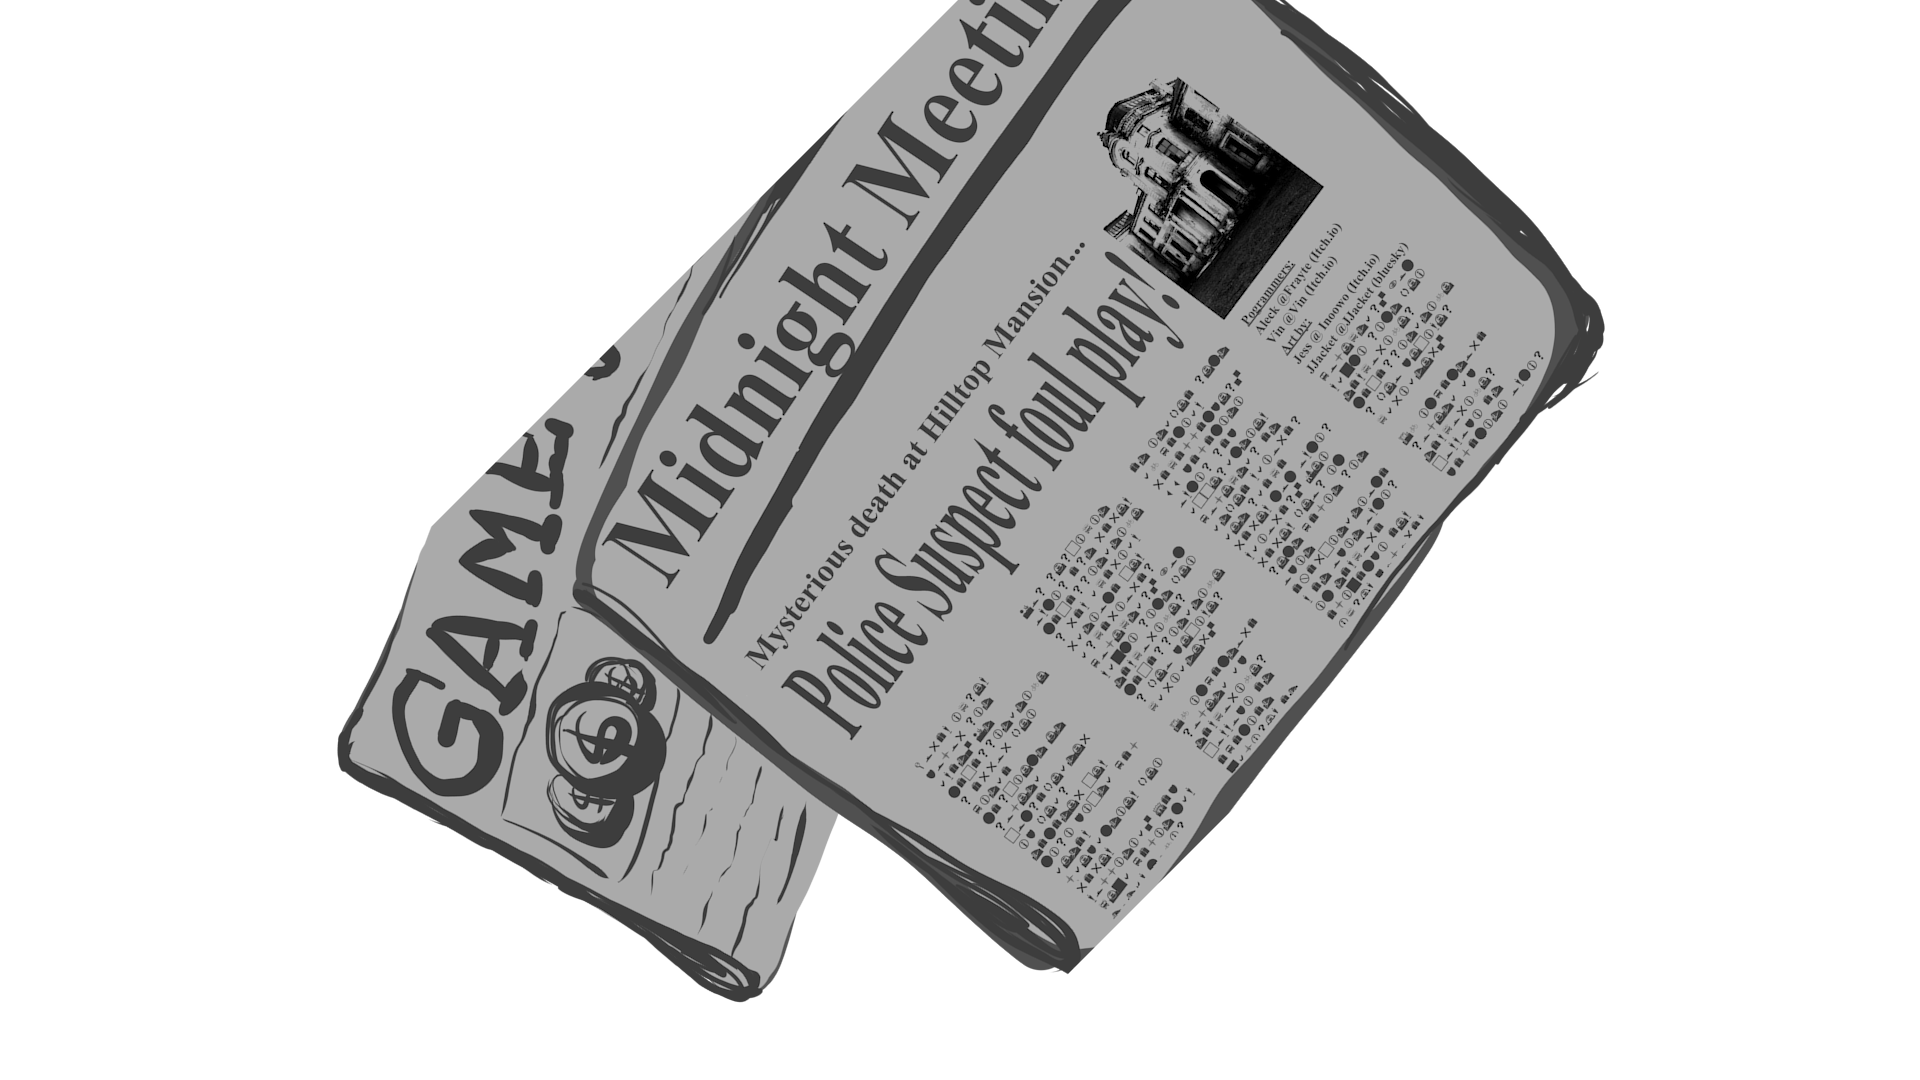 Midnight Meetin
Mysterious death at Hilltop Mansion...
Police Suspect foul play!
Pogrammers:
Aleck @Frayte (Itch.io)
Vin @Vin (Itch.io)
Art by:
Jess @ Inoowo (Itch.io)
JJacket @JJacket (bluesky)
GAME